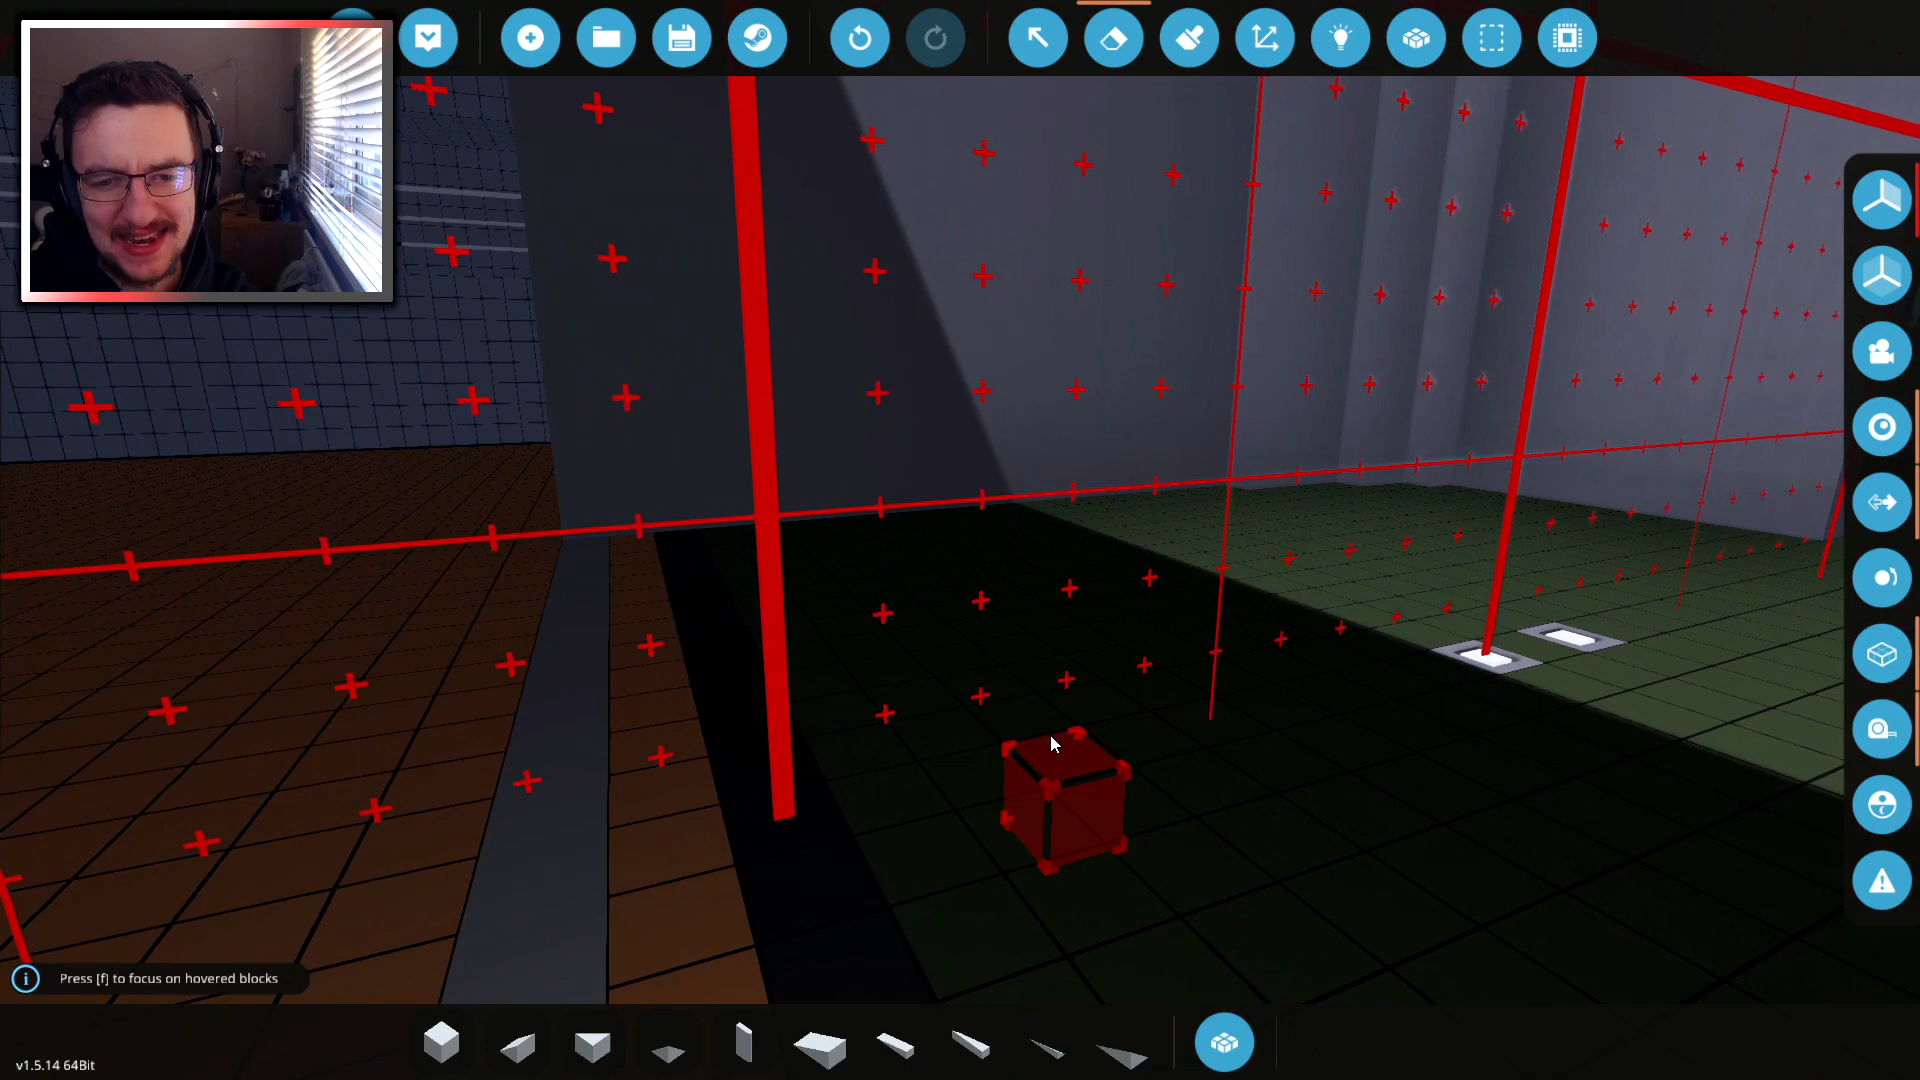 Press [f] to focus on hovered blocks
v1.5.14 64Bit